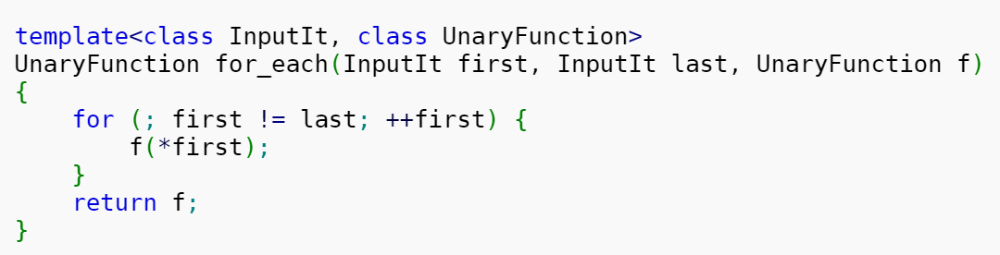 template<class InputIt, class UnaryFunction>
UnaryFunction for_each(InputIt first, InputIt last, UnaryFunction f)
{
    for (; first != last; ++first) {
        f(*first);
    }
    return f;
}